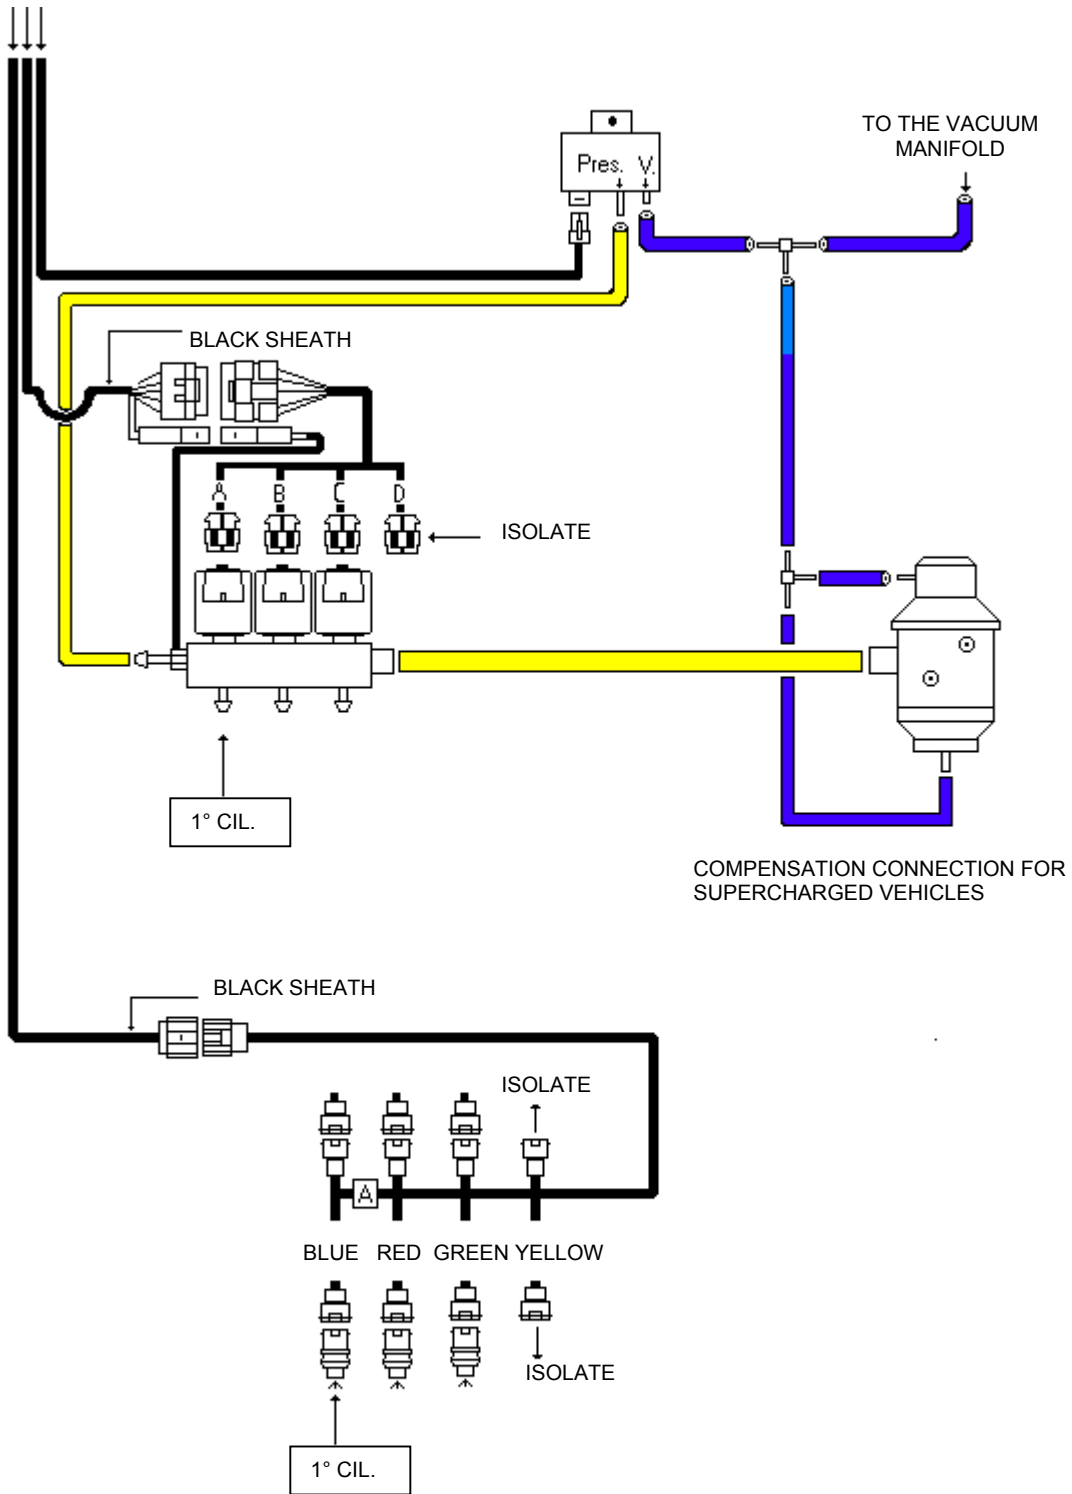 TO THE VACUUM
MANIFOLD
Pres. V.
BLACK SHEATH
A B C D
ISOLATE
1° CIL.
COMPENSATION CONNECTION FOR
SUPERCHARGED VEHICLES
BLACK SHEATH
ISOLATE
A
BLUE RED GREEN YELLOW
ISOLATE
1° CIL.